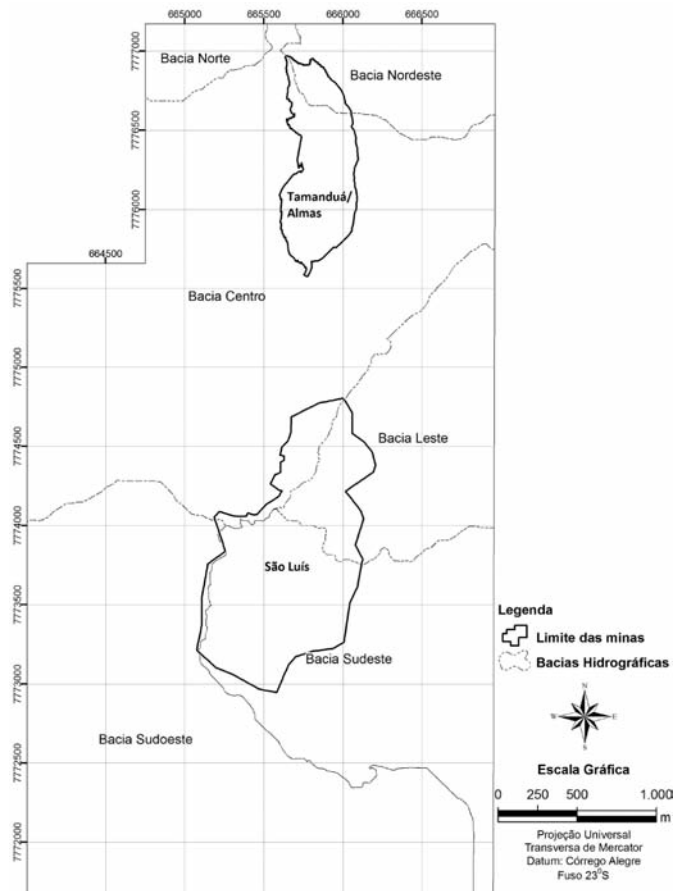 665000
665500
666000
666500
7777000
Bacia Norte
Bacia Nordeste
7776500
Tamanduá/
Almas
7776000
664500
7775500
Bacia Centro
7775000
Bacia Leste
7774500
7774000
São Luís
7773500
Bacia Sudeste
7773000
Bacia Sudoeste
7772500
7772000
Legenda
Limite das minas
Bacias Hidrográficas
N
W
E
S
Escala Gráfica
0 250 500 1.000
m
Projeção Universal
Transversa de Mercator
Datum: Córrego Alegre
Fuso 23⁰S